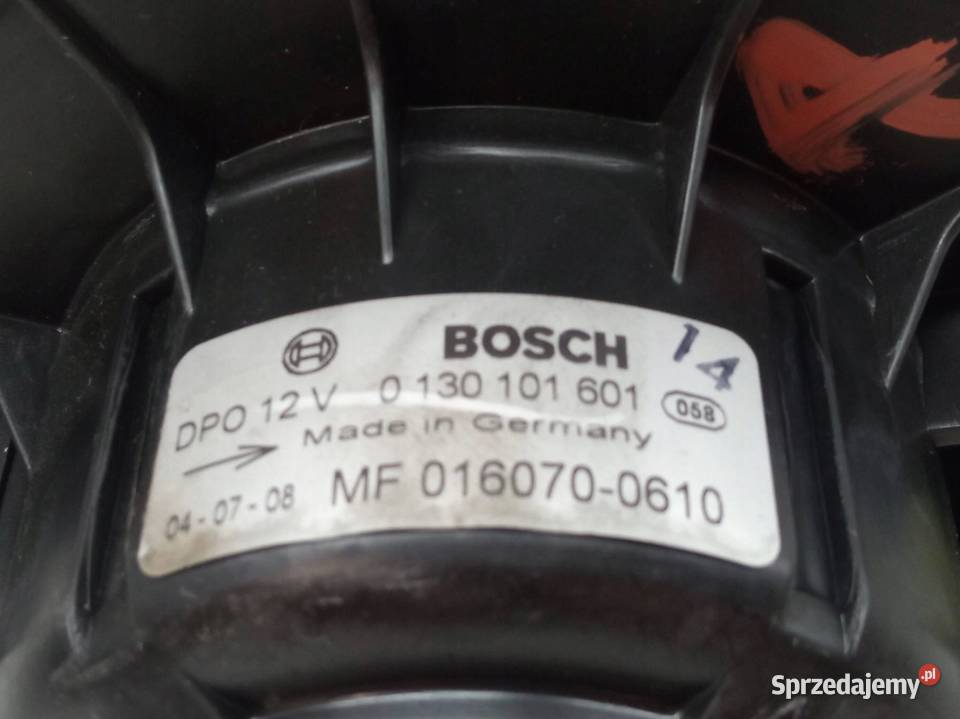 BOSCH
14
DPO 12 V 0 130 101 601
058
Made in Germany
04-07-08 MF 016070-0610
Sprzedajemy.pl